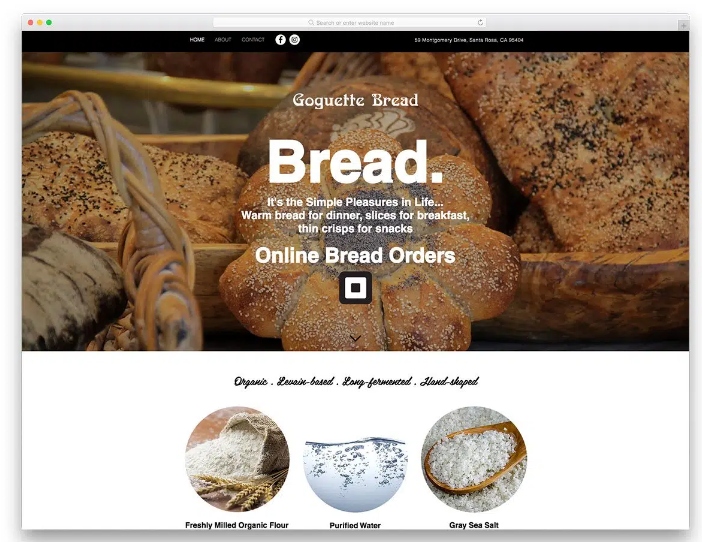 Search or enter website name
HOME ABOUT CONTACT
59 Montgomery Drive, Santa Rosa, CA 95404
Goguette Bread
Bread.
It's the Simple Pleasures in Life...
Warm bread for dinner, slices for breakfast,
thin crisps for snacks
Online Bread Orders
Organic . Levain-based . Long-fermented . Hand-shaped
Freshly Milled Organic Flour
Purified Water
Gray Sea Salt